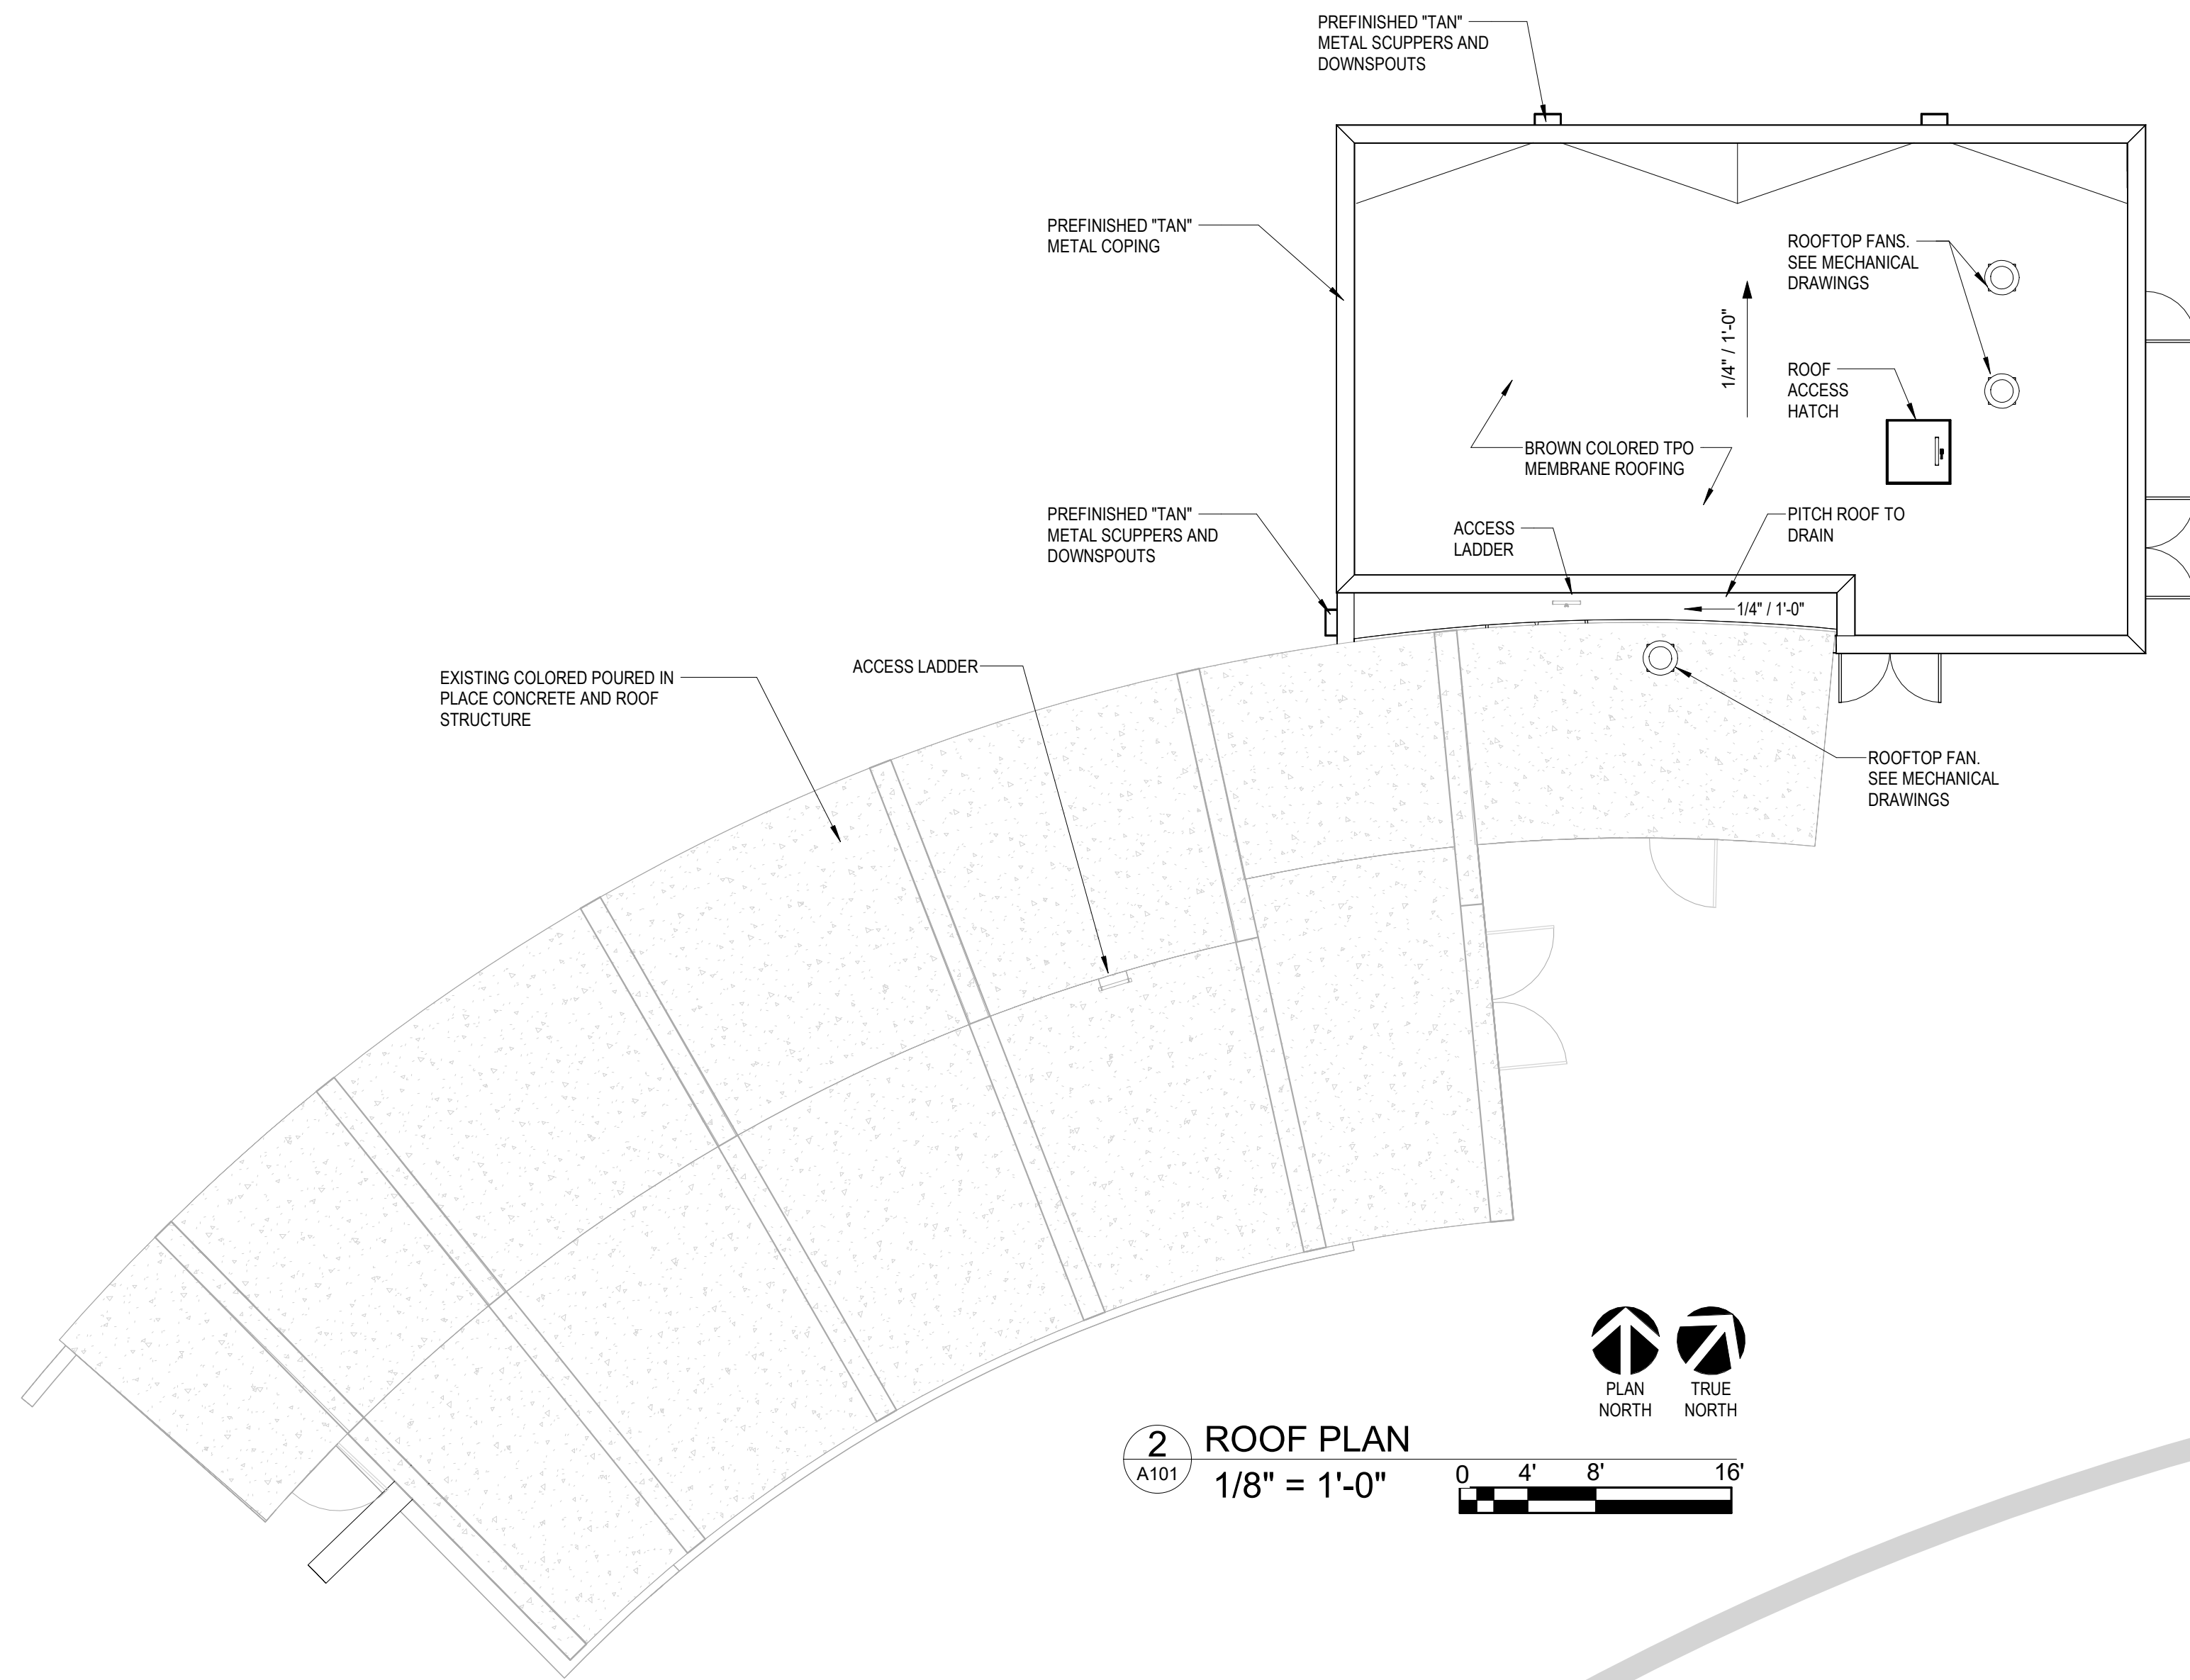 PREFINISHED "TAN"
METAL SCUPPERS AND
DOWNSPOUTS
PREFINISHED "TAN"
METAL COPING
ROOFTOP FANS.
SEE MECHANICAL
DRAWINGS
1/4" / 1'-0"
ROOF
ACCESS
HATCH
BROWN COLORED TPO
MEMBRANE ROOFING
PREFINISHED "TAN"
METAL SCUPPERS AND
DOWNSPOUTS
ACCESS
LADDER
PITCH ROOF TO
DRAIN
1/4" / 1'-0"
EXISTING COLORED POURED IN
PLACE CONCRETE AND ROOF
STRUCTURE
ACCESS LADDER
ROOFTOP FAN.
SEE MECHANICAL
DRAWINGS
PLAN
NORTH
TRUE
NORTH
2
A101
ROOF PLAN
1/8" = 1'-0"
0 4' 8' 16'